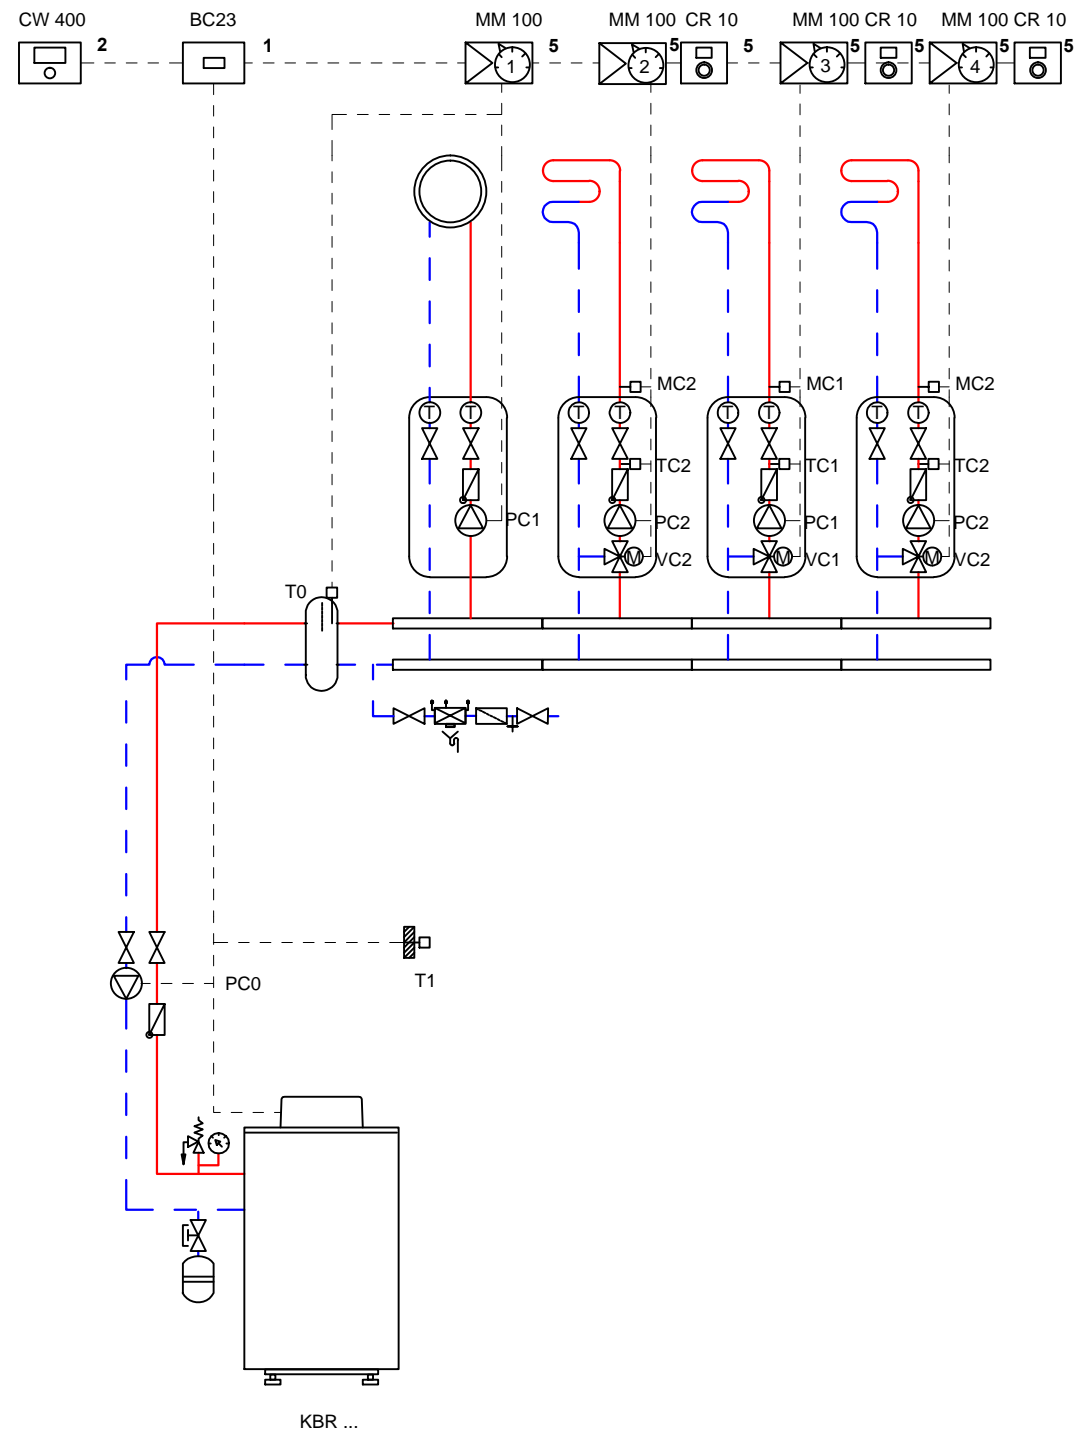 CW 400 BC23 MM 100 MM 100 CR 10 MM 100 CR 10 MM 100 CR 10
2 1 5 5 5 5 5 5 5
1 2 3 4
MC2 MC1 MC2
T T T T T T T T
TC2 TC1 TC2
PC1 PC2 PC1 PC2
M VC2 M VC1 M VC2
T0
T1
PC0
KBR ...